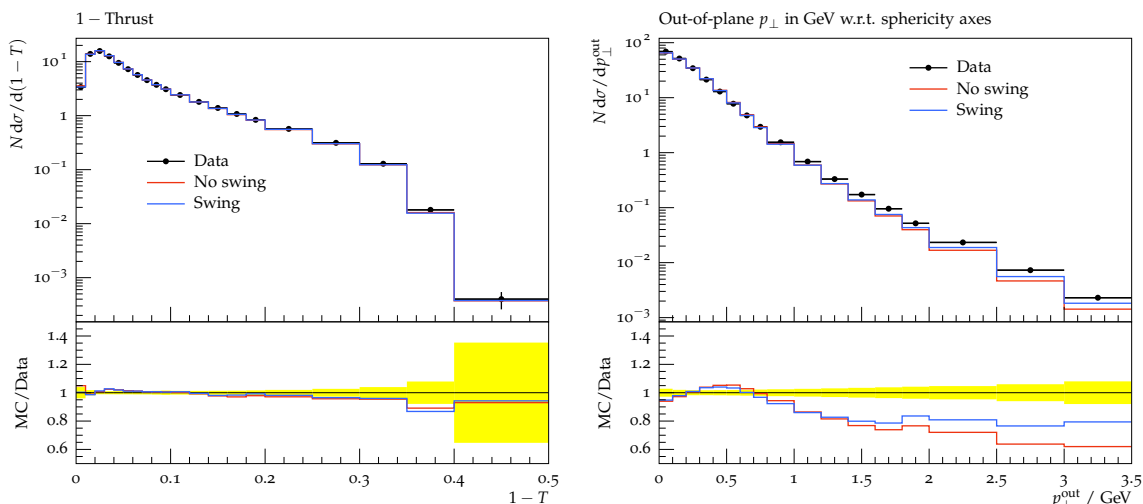 1 − Thrust
N dσ/d(1 − T)
10^1
1
10^−1
10^−2
10^−3
Data
No swing
Swing
MC/Data
1.4
1.2
1
0.8
0.6
0 0.1 0.2 0.3 0.4 0.5
1 − T
Out-of-plane p⊥ in GeV w.r.t. sphericity axes
N dσ/dp⊥^out
10^2
10^1
1
10^−1
10^−2
10^−3
Data
No swing
Swing
MC/Data
1.4
1.2
1
0.8
0.6
0 0.5 1 1.5 2 2.5 3 3.5
p⊥^out / GeV